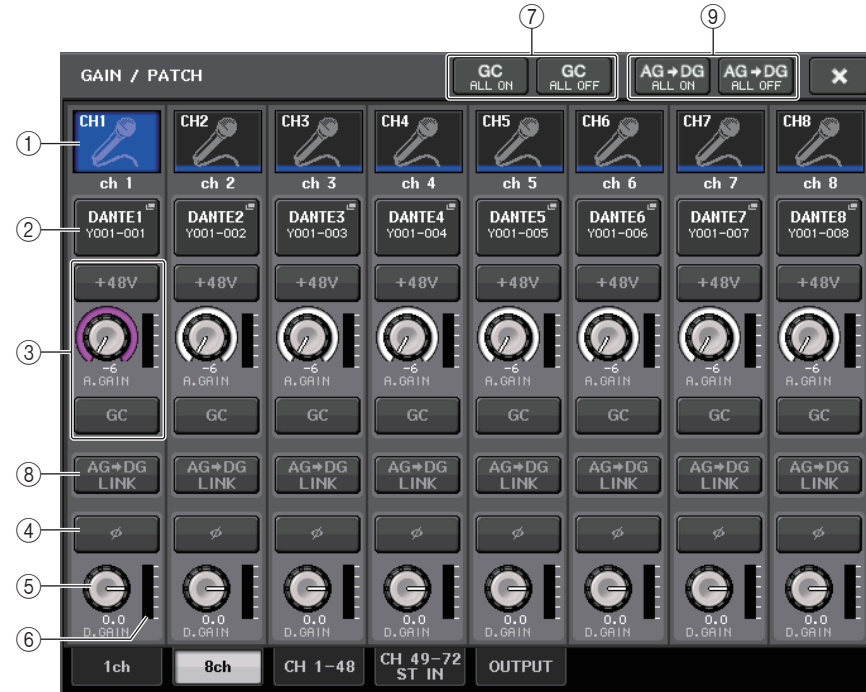 ⑦ ⑨
GAIN / PATCH GC ALL ON GC ALL OFF AG➔DG ALL ON AG➔DG ALL OFF ×
① CH1 CH2 CH3 CH4 CH5 CH6 CH7 CH8
ch 1 ch 2 ch 3 ch 4 ch 5 ch 6 ch 7 ch 8
② DANTE1 DANTE2 DANTE3 DANTE4 DANTE5 DANTE6 DANTE7 DANTE8
Y001-001 Y001-002 Y001-003 Y001-004 Y001-005 Y001-006 Y001-007 Y001-008
+48V +48V +48V +48V +48V +48V +48V +48V
③
-6 -6 -6 -6 -6 -6 -6 -6
A.GAIN A.GAIN A.GAIN A.GAIN A.GAIN A.GAIN A.GAIN A.GAIN
GC GC GC GC GC GC GC GC
⑧ AG➔DG AG➔DG AG➔DG AG➔DG AG➔DG AG➔DG AG➔DG AG➔DG
LINK LINK LINK LINK LINK LINK LINK LINK
④ ø ø ø ø ø ø ø ø
⑤
0.0 0.0 0.0 0.0 0.0 0.0 0.0 0.0
⑥ D.GAIN D.GAIN D.GAIN D.GAIN D.GAIN D.GAIN D.GAIN D.GAIN
1ch 8ch CH 1-48 CH 49-72 ST IN OUTPUT